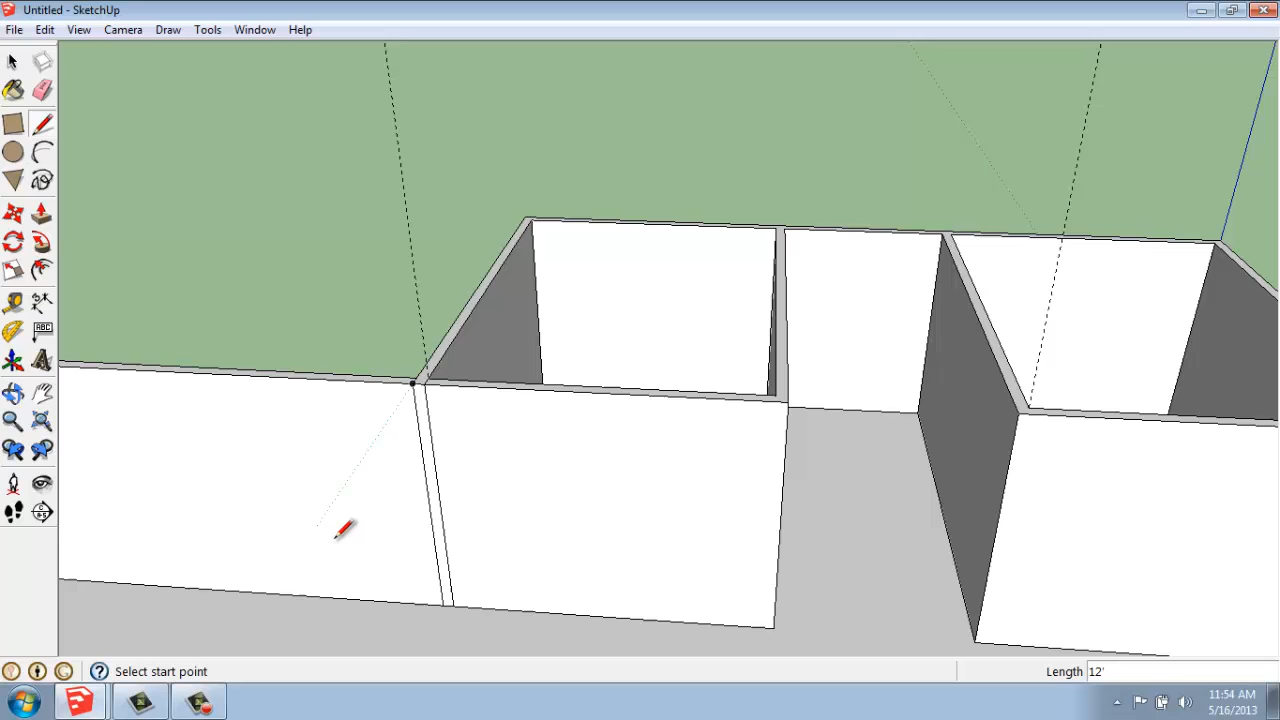 Untitled - SketchUp
File Edit View Camera Draw Tools Window Help
ABC
Select start point
Length 12'
11:54 AM
5/16/2013